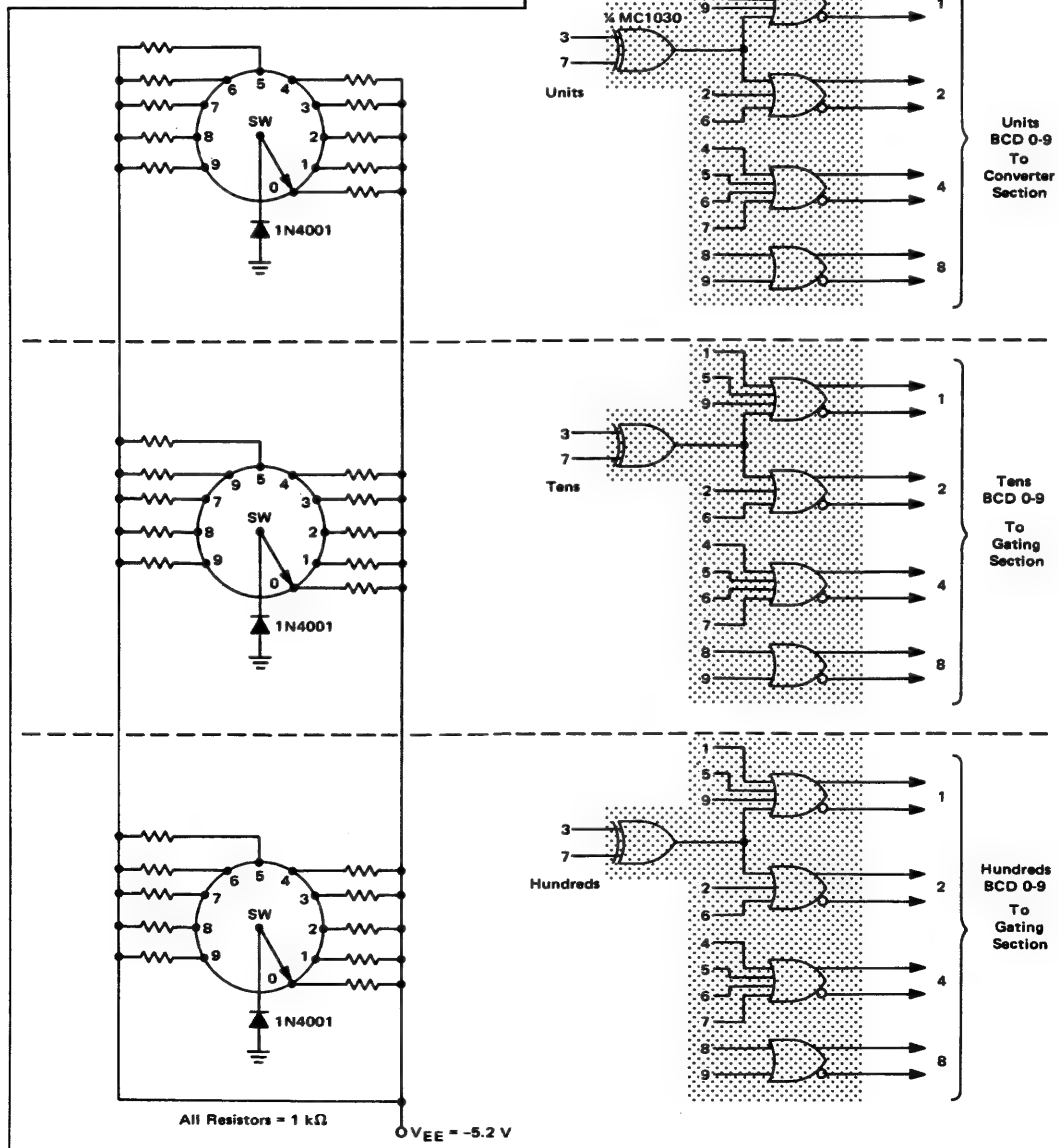 5
4
6
7
3
SW
8
2
9
1
0
1N4001
9
1
¼ MC1030
3
7
Units
2
2
6
4
5
4
6
7
8
8
9
Units
BCD 0-9
To
Converter
Section
5
4
9
7
3
SW
8
2
9
1
0
1N4001
1
5
1
9
3
7
Tens
2
2
6
4
5
4
6
7
8
8
9
Tens
BCD 0-9
To
Gating
Section
5
4
6
7
3
SW
8
2
9
1
0
1N4001
1
5
1
9
3
7
Hundreds
2
2
6
4
5
4
6
7
8
8
9
Hundreds
BCD 0-9
To
Gating
Section
All Resistors = 1 kΩ
VEE = –5.2 V